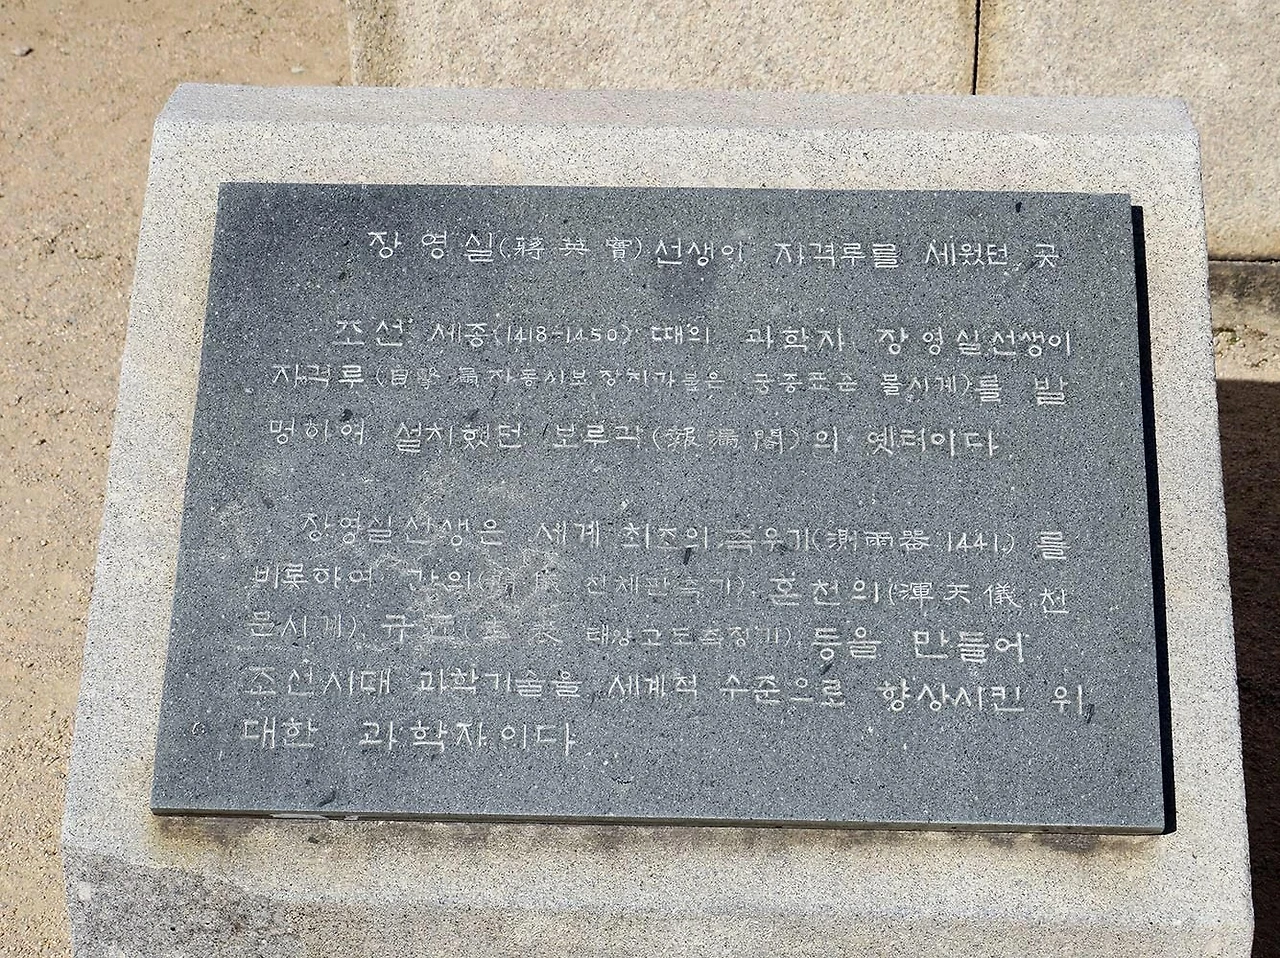 장영실(蔣英實)선생이 자격루를 세웠던 곳
조선 세종(1418-1450) 때의 과학자 장영실선생이
자격루(自擊漏 자동시보장치가 붙은 궁중표준 물시계)를 발
명하여 설치했던 보루각(報漏閣)의 옛터이다
장영실선생은 세계 최초의 측우기(測雨器 1441.)를
비롯하여 간의(簡儀 천체관측기), 혼천의(渾天儀 천
문시계), 규표(圭表 태양고도측정기) 등을 만들어
조선시대 과학기술을 세계적 수준으로 향상시킨 위
대한 과학자이다